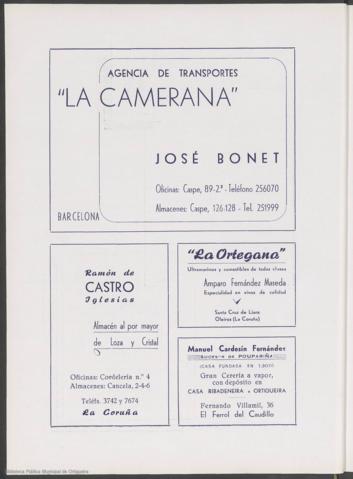 AGENCIA DE TRANSPORTES
"LA CAMERANA"
JOSÉ BONET
Oficinas: Caspe, 89-2.º - Teléfono 256070
Almacenes: Caspe, 126-128 - Tel. 251999
BARCELONA
Ramón de
CASTRO
Iglesias
Almacén al por mayor
de Loza y Cristal
Oficinas: Cordelería n.º 4
Almacenes: Cancela, 2-4-6
Teléfs. 3742 y 7674
La Coruña
"La Ortegana"
Ultramarinos y comestibles de todas clases
Amparo Fernández Maseda
Especialidad en vinos de calidad
Santa Cruz de Lians
Oleiros (La Coruña)
Manuel Cardesín Fernández
Sucesor de POUPARIÑA
(CASA FUNDADA EN 1.807)
Gran Cerería a vapor,
con depósito en
CASA RIBADENEIRA - ORTIGUEIRA
Fernando Villamil, 36
El Ferrol del Caudillo
Biblioteca Pública Municipal de Ortigueira